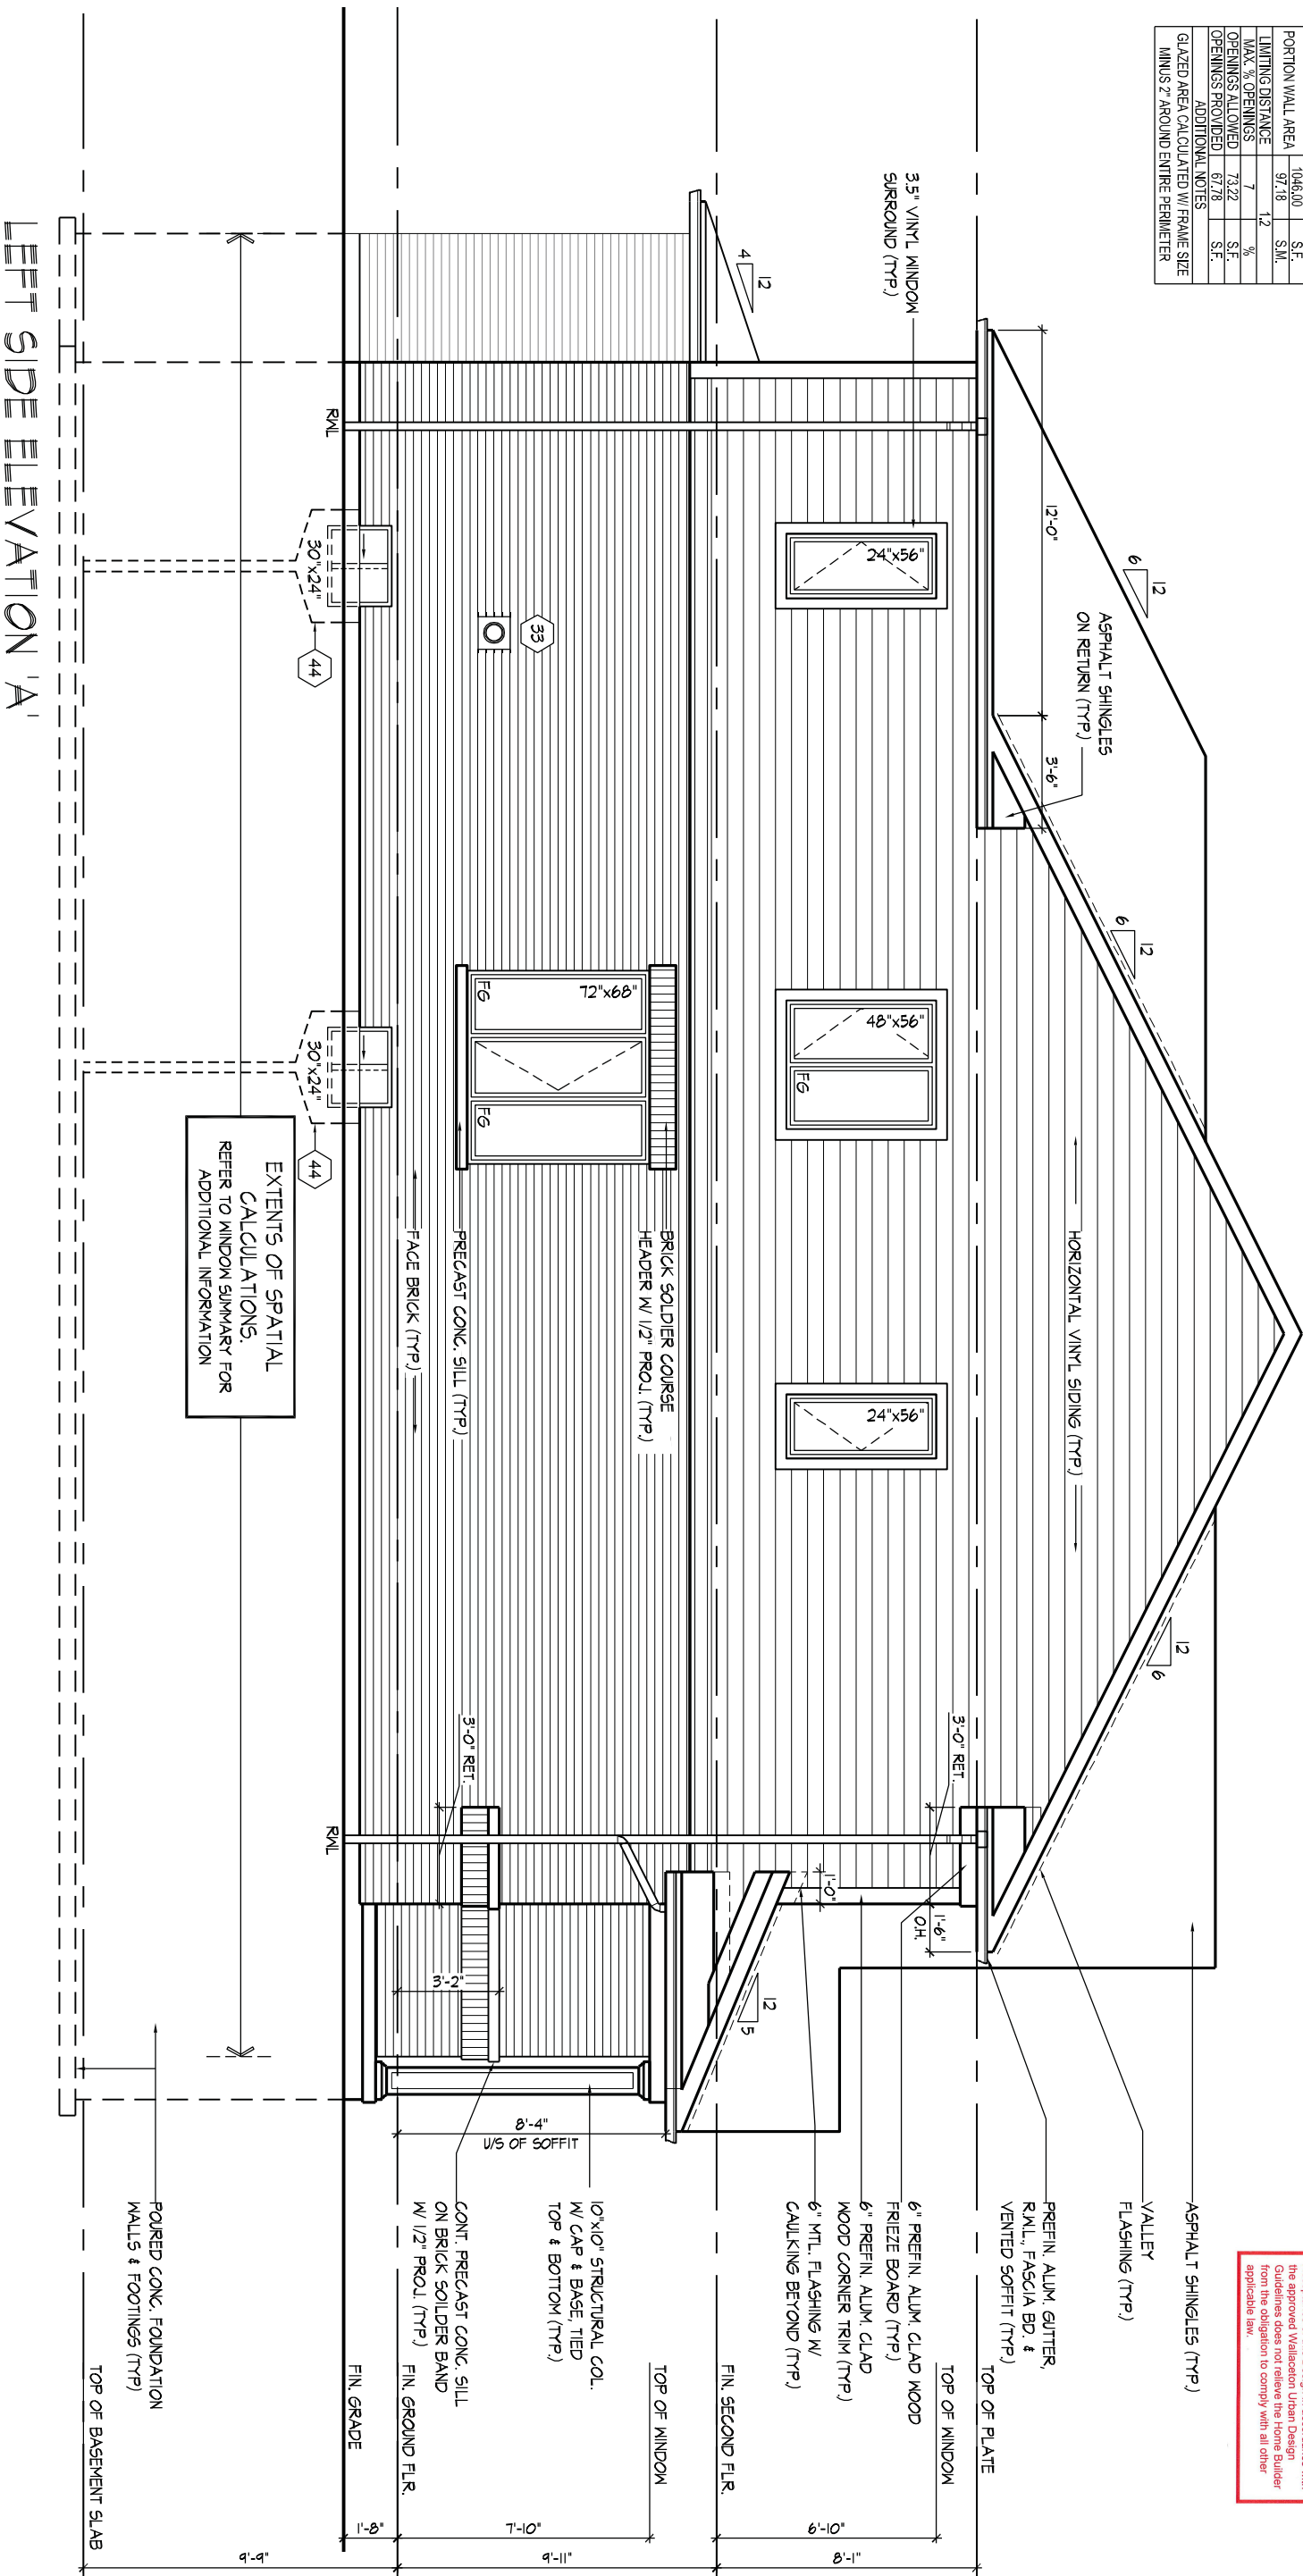 PORTION WALL AREA 1046.00 S.F.
97.18 S.M.
LIMITING DISTANCE 1.2
MAX. % OPENINGS 7 %
OPENINGS ALLOWED 73.22 S.F.
OPENINGS PROVIDED 67.78 S.F.
ADDITIONAL NOTES
GLAZED AREA CALCULATED W/ FRAME SIZE
MINUS 2" AROUND ENTIRE PERIMETER
the approved Wallaceton Urban Design
Guidelines does not relieve the Home Builder
from the obligation to comply with all other
applicable law.
12
6
12
6
12
6
ASPHALT SHINGLES
ON RETURN (TYP.)
12'-0"
3'-6"
HORIZONTAL VINYL SIDING (TYP.)
ASPHALT SHINGLES (TYP.)
VALLEY
FLASHING (TYP.)
PREFIN. ALUM. GUTTER,
R.W.L., FASCIA BD. &
VENTED SOFFIT (TYP.)
TOP OF PLATE
3'-0" RET.
1'-6"
O.H.
1'-0"
3.5" VINYL WINDOW
SURROUND (TYP.)
12
4
24"x56"
48"x56"
FG
24"x56"
TOP OF WINDOW
6" PREFIN. ALUM. CLAD WOOD
FRIEZE BOARD (TYP.)
6" PREFIN. ALUM. CLAD
WOOD CORNER TRIM (TYP.)
6" MTL. FLASHING W/
CAULKING BEYOND (TYP.)
12
5
6'-10"
8'-1"
FIN. SECOND FLR.
BRICK SOLDIER COURSE
HEADER W/ 1/2" PROJ. (TYP.)
72"x68"
FG
FG
PRECAST CONC. SILL (TYP.)
FACE BRICK (TYP.)
33
3'-0" RET.
3'-2"
8'-4"
U/S OF SOFFIT
TOP OF WINDOW
10"x10" STRUCTURAL COL.
W/ CAP & BASE, TIED
TOP & BOTTOM (TYP.)
CONT. PRECAST CONC. SILL
ON BRICK SOILDER BAND
W/ 1/2" PROJ. (TYP.)
7'-10"
9'-11"
FIN. GROUND FLR.
1'-8"
FIN. GRADE
RWL
RWL
30"x24"
44
30"x24"
44
EXTENTS OF SPATIAL
CALCULATIONS.
REFER TO WINDOW SUMMARY FOR
ADDITIONAL INFORMATION
POURED CONC. FOUNDATION
WALLS & FOOTINGS (TYP)
9'-9"
TOP OF BASEMENT SLAB
LEFT SIDE ELEVATION 'A'